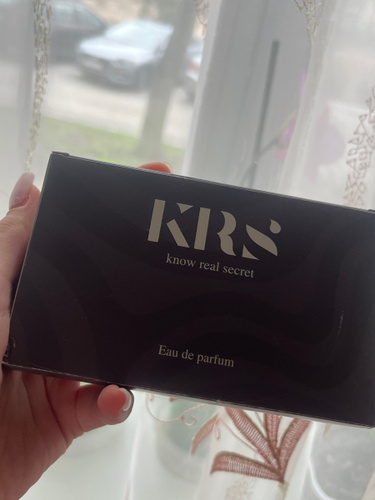 KRS
know real secret
Eau de parfum